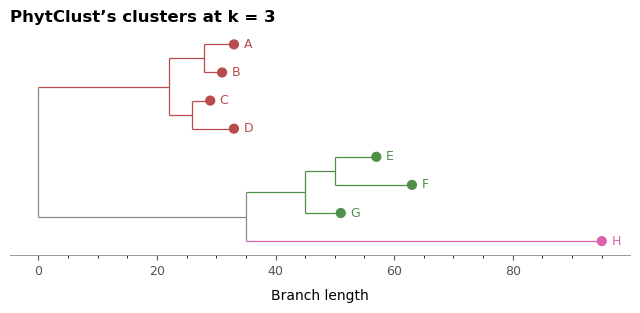 PhytClust’s clusters at k = 3
A
B
C
D
E
F
G
H
0 20 40 60 80
Branch length